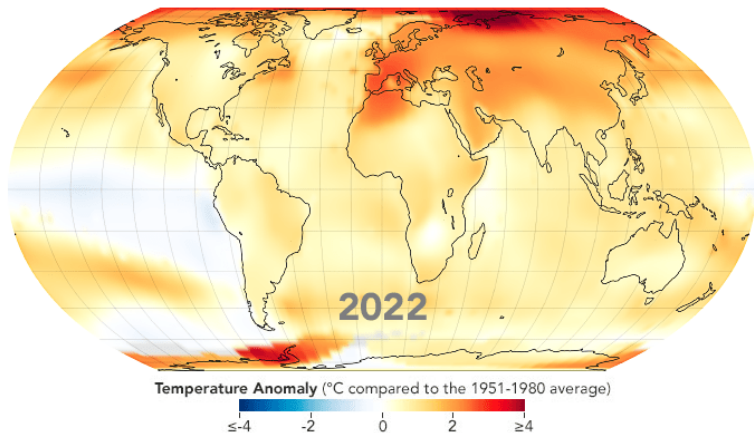 2022
Temperature Anomaly (°C compared to the 1951-1980 average)
≤-4 -2 0 2 ≥4